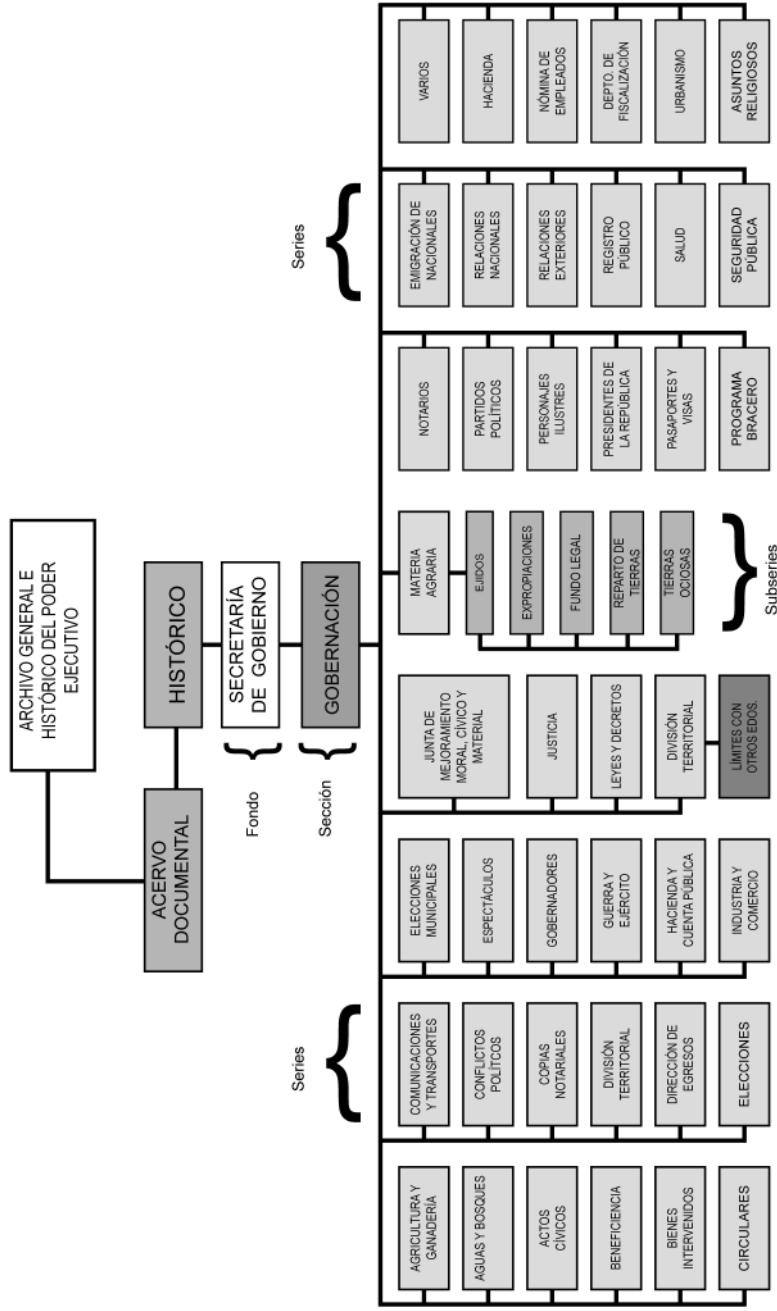 ARCHIVO GENERAL E
HISTÓRICO DEL PODER
EJECUTIVO
ACERVO
DOCUMENTAL
HISTÓRICO
Fondo
SECRETARÍA
DE GOBIERNO
Sección
GOBERNACIÓN
Series
Series
AGRICULTURA Y
GANADERÍA
AGUAS Y BOSQUES
ACTOS
CÍVICOS
BENEFICIENCIA
BIENES
INTERVENIDOS
CIRCULARES
COMUNICACIONES
Y TRANSPORTES
CONFLICTOS
POLÍTCOS
COPIAS
NOTARIALES
DIVISIÓN
TERRITORIAL
DIRECCIÓN DE
EGRESOS
ELECCIONES
ELECCIONES
MUNICIPALES
ESPECTÁCULOS
GOBERNADORES
GUERRA Y
EJÉRCITO
HACIENDA Y
CUENTA PÚBLICA
INDUSTRIA Y
COMERCIO
JUNTA DE
MEJORAMIENTO
MORAL, CÍVICO Y
MATERIAL
JUSTICIA
LEYES Y DECRETOS
DIVISIÓN
TERRITORIAL
LÍMITES CON
OTROS EDOS.
MATERIA
AGRARIA
EJIDOS
EXPROPIACIONES
FUNDO LEGAL
REPARTO DE
TIERRAS
TIERRAS
OCIOSAS
Subseries
NOTARIOS
PARTIDOS
POLÍTICOS
PERSONAJES
ILUSTRES
PRESIDENTES DE
LA REPÚBLICA
PASAPORTES Y
VISAS
PROGRAMA
BRACERO
EMIGRACIÓN DE
NACIONALES
RELACIONES
NACIONALES
RELACIONES
EXTERIORES
REGISTRO
PÚBLICO
SALUD
SEGURIDAD
PÚBLICA
VARIOS
HACIENDA
NÓMINA DE
EMPLEADOS
DEPTO. DE
FISCALIZACIÓN
URBANISMO
ASUNTOS
RELIGIOSOS